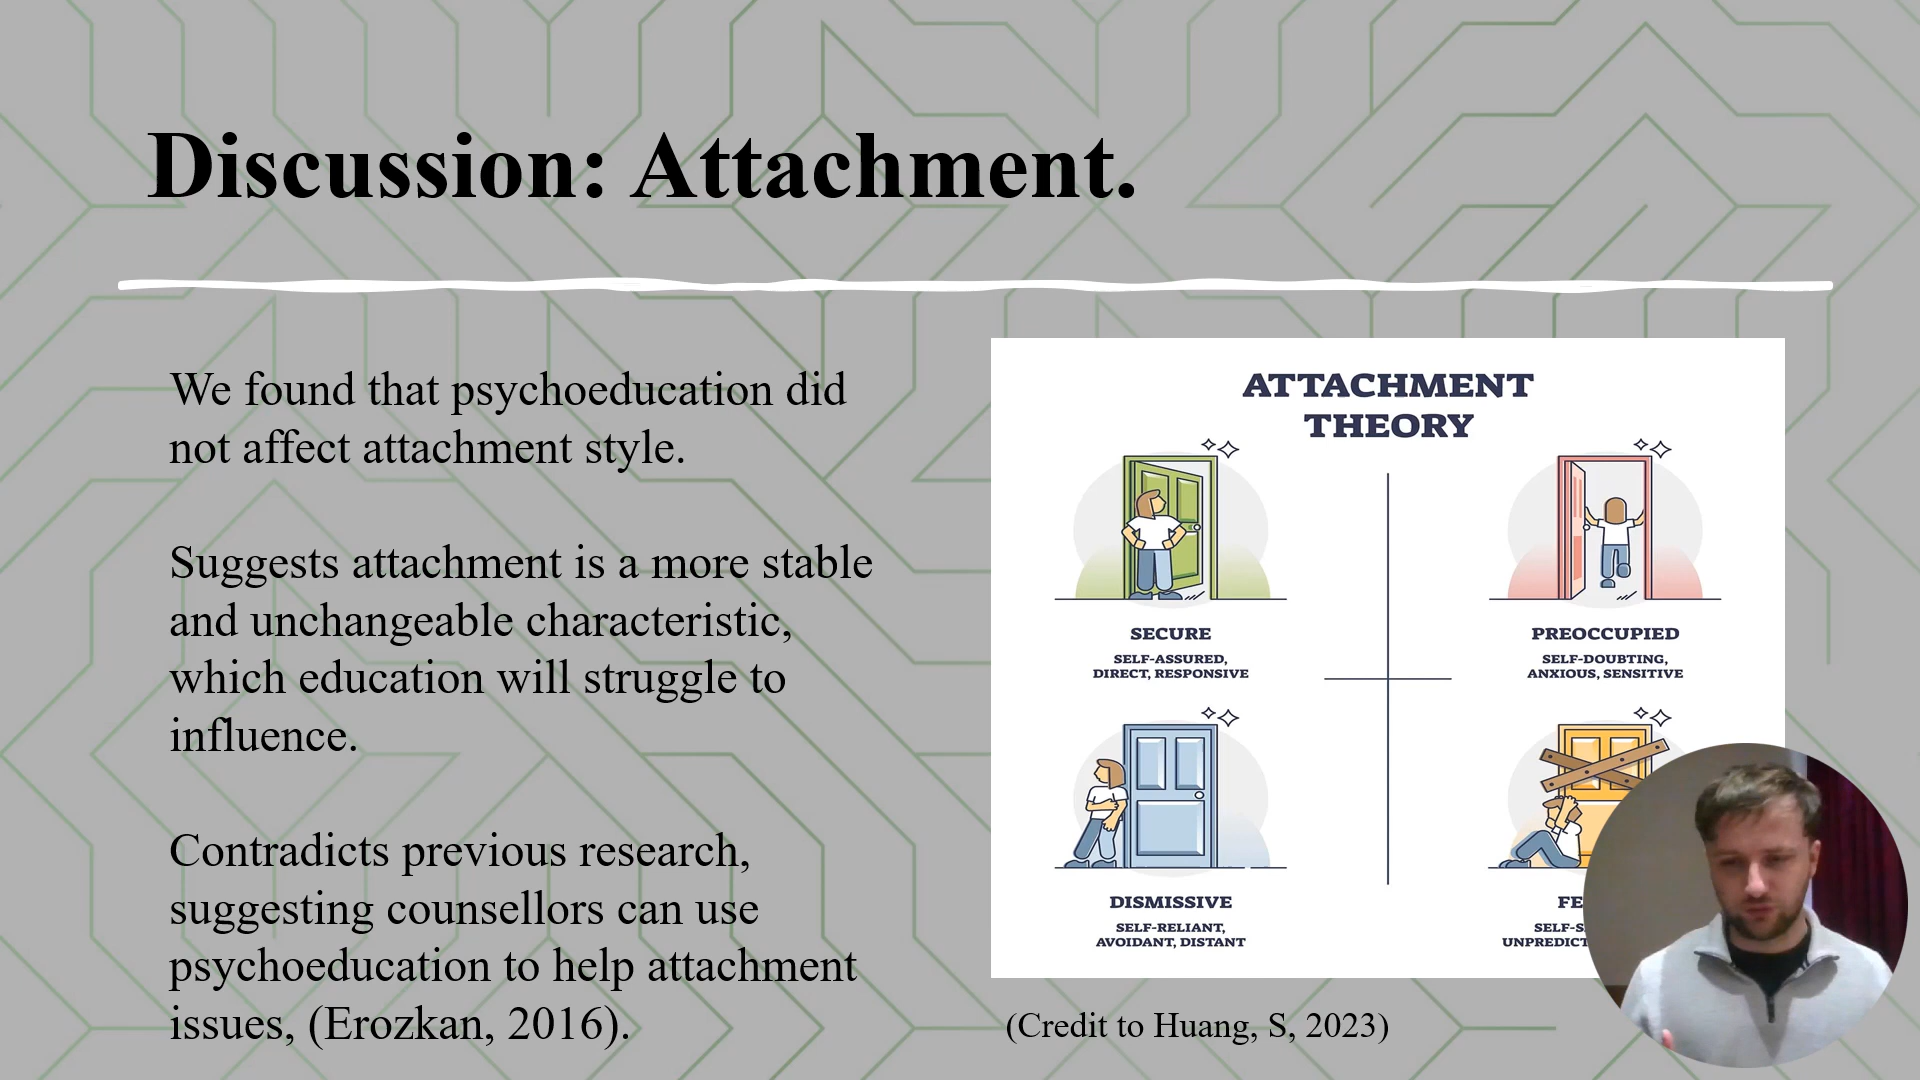 Discussion: Attachment.
We found that psychoeducation did
not affect attachment style.
Suggests attachment is a more stable
and unchangeable characteristic,
which education will struggle to
influence.
Contradicts previous research,
suggesting counsellors can use
psychoeducation to help attachment
issues, (Erozkan, 2016).
ATTACHMENT
THEORY
SECURE
SELF-ASSURED,
DIRECT, RESPONSIVE
PREOCCUPIED
SELF-DOUBTING,
ANXIOUS, SENSITIVE
DISMISSIVE
SELF-RELIANT,
AVOIDANT, DISTANT
(Credit to Huang, S, 2023)